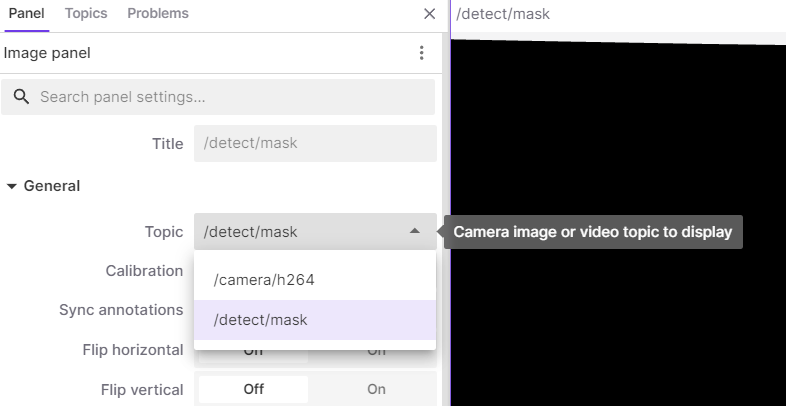 Panel Topics Problems
/detect/mask
Image panel
Search panel settings...
Title /detect/mask
General
Topic /detect/mask
Camera image or video topic to display
Calibration
/camera/h264
Sync annotations
/detect/mask
Flip horizontal Off On
Flip vertical Off On